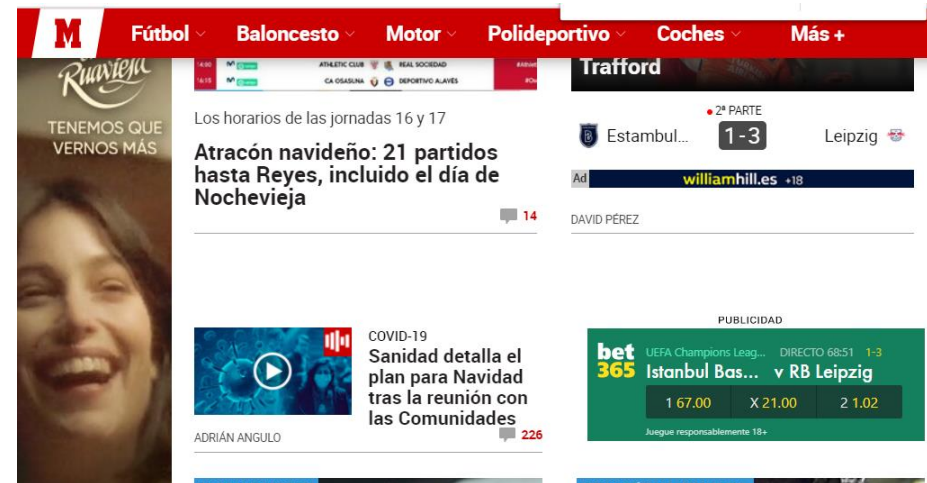 M Fútbol Baloncesto Motor Polideportivo Coches Más +
Ruavieja
TENEMOS QUE
VERNOS MÁS
14:00 M ATHLETIC CLUB REAL SOCIEDAD
16:15 M CA OSASUNA DEPORTIVO ALAVÉS
Los horarios de las jornadas 16 y 17
Atracón navideño: 21 partidos
hasta Reyes, incluido el día de
Nochevieja
14
Trafford
2ª PARTE
Estambul... 1-3 Leipzig
Ad williamhill.es +18
DAVID PÉREZ
COVID-19
Sanidad detalla el
plan para Navidad
tras la reunión con
las Comunidades
ADRIÁN ANGULO 226
PUBLICIDAD
bet
365
UEFA Champions Leag... DIRECTO 68:51 1-3
Istanbul Bas... v RB Leipzig
1 67.00 X 21.00 2 1.02
Juegue responsablemente 18+